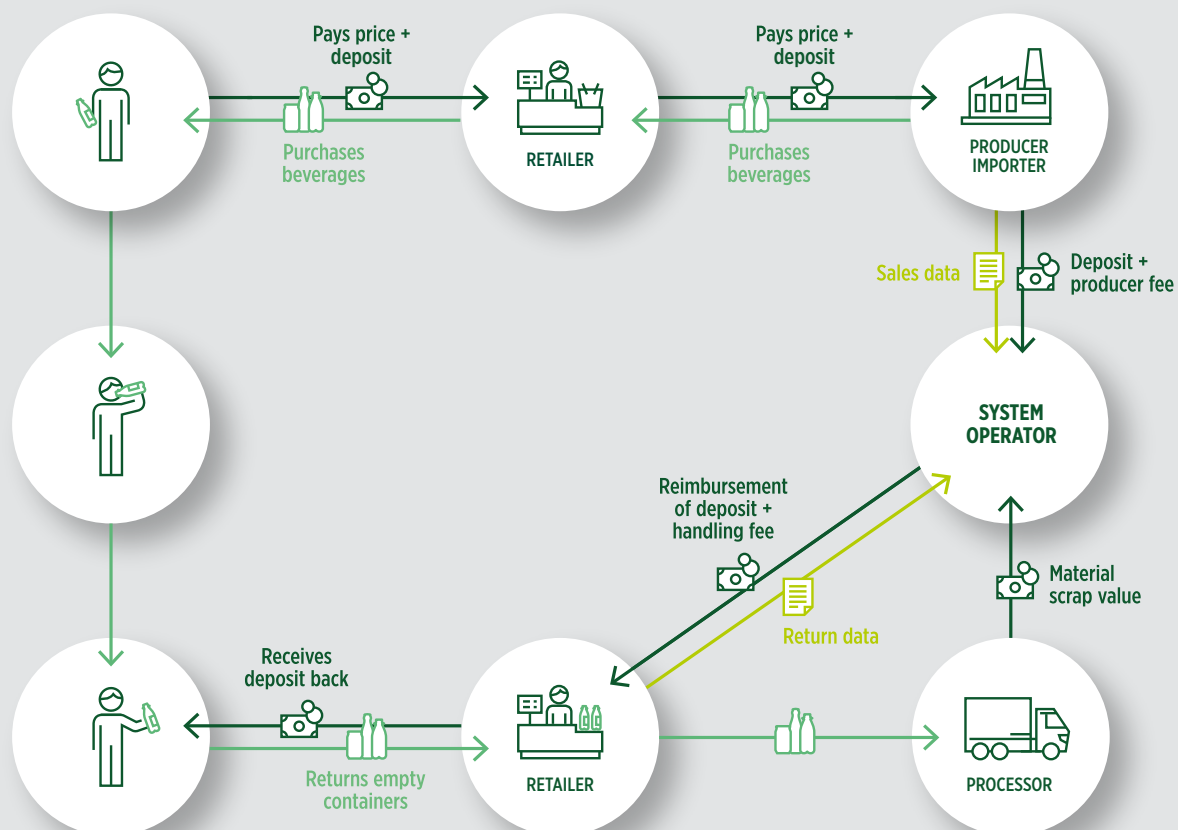 Pays price +
deposit
Purchases
beverages
RETAILER
Pays price +
deposit
Purchases
beverages
PRODUCER
IMPORTER
Sales data
Deposit +
producer fee
SYSTEM
OPERATOR
Reimbursement
of deposit +
handling fee
Return data
Material
scrap value
Receives
deposit back
Returns empty
containers
RETAILER
PROCESSOR